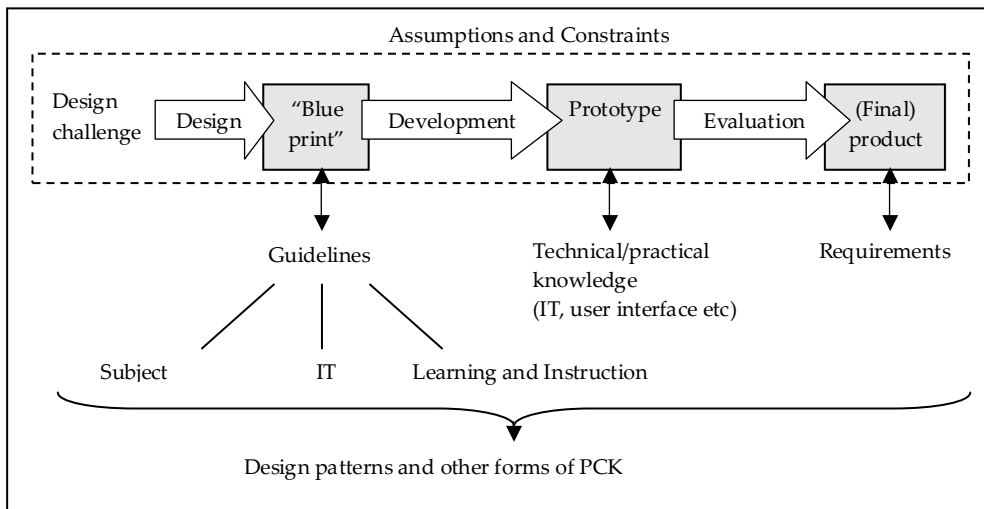 Assumptions and Constraints
Design
challenge
Design
“Blue
print”
Development
Prototype
Evaluation
(Final)
product
Guidelines
Technical/practical
knowledge
(IT, user interface etc)
Requirements
Subject
IT
Learning and Instruction
Design patterns and other forms of PCK